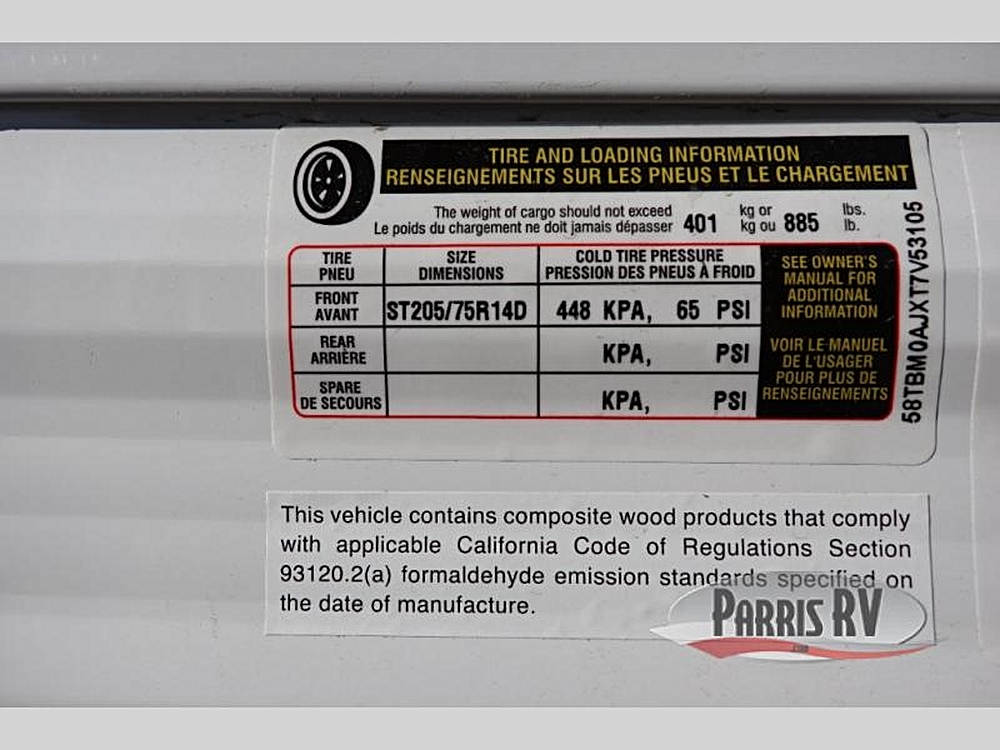 TIRE AND LOADING INFORMATION
RENSEIGNEMENTS SUR LES PNEUS ET LE CHARGEMENT
The weight of cargo should not exceed 401 kg or 885 lbs.
Le poids du chargement ne doit jamais dépasser kg ou lb.
TIRE PNEU
SIZE DIMENSIONS
COLD TIRE PRESSURE
PRESSION DES PNEUS À FROID
FRONT AVANT
ST205/75R14D
448 KPA, 65 PSI
REAR ARRIÈRE
KPA, PSI
SPARE DE SECOURS
KPA, PSI
SEE OWNER'S
MANUAL FOR
ADDITIONAL
INFORMATION
VOIR LE MANUEL
DE L'USAGER
POUR PLUS DE
RENSEIGNEMENTS
58TBM0AJXT7V53105
This vehicle contains composite wood products that comply
with applicable California Code of Regulations Section
93120.2(a) formaldehyde emission standards specified on
the date of manufacture.
PARRIS RV